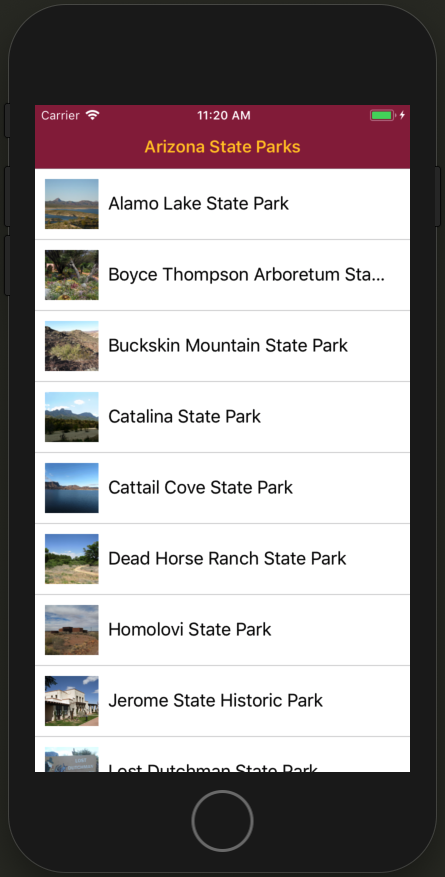 Carrier
11:20 AM
Arizona State Parks
Alamo Lake State Park
Boyce Thompson Arboretum Sta...
Buckskin Mountain State Park
Catalina State Park
Cattail Cove State Park
Dead Horse Ranch State Park
Homolovi State Park
Jerome State Historic Park
Lost Dutchman State Park